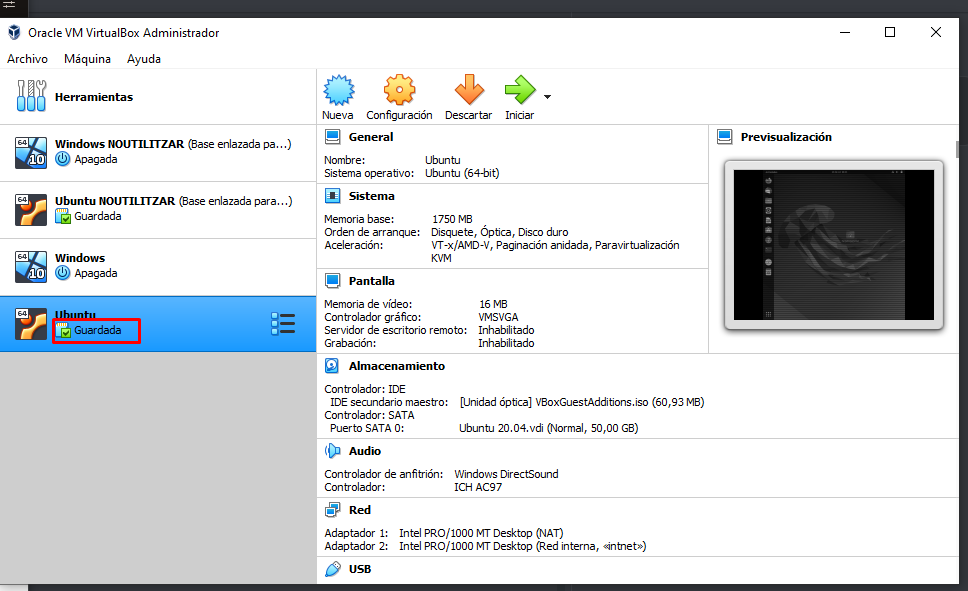 Oracle VM VirtualBox Administrador
Archivo Máquina Ayuda
Herramientas
Nueva Configuración Descartar Iniciar
64 10 Windows NOUTILITZAR (Base enlazada pa...)
Apagada
64 Ubuntu NOUTILITZAR (Base enlazada para...)
Guardada
64 10 Windows
Apagada
64 Ubuntu
Guardada
General
Nombre: Ubuntu
Sistema operativo: Ubuntu (64-bit)
Sistema
Memoria base: 1750 MB
Orden de arranque: Disquete, Óptica, Disco duro
Aceleración: VT-x/AMD-V, Paginación anidada, Paravirtualización
KVM
Pantalla
Memoria de vídeo: 16 MB
Controlador gráfico: VMSVGA
Servidor de escritorio remoto: Inhabilitado
Grabación: Inhabilitado
Previsualización
Almacenamiento
Controlador: IDE
IDE secundario maestro: [Unidad óptica] VBoxGuestAdditions.iso (60,93 MB)
Controlador: SATA
Puerto SATA 0: Ubuntu 20.04.vdi (Normal, 50,00 GB)
Audio
Controlador de anfitrión: Windows DirectSound
Controlador: ICH AC97
Red
Adaptador 1: Intel PRO/1000 MT Desktop (NAT)
Adaptador 2: Intel PRO/1000 MT Desktop (Red interna, «intnet»)
USB